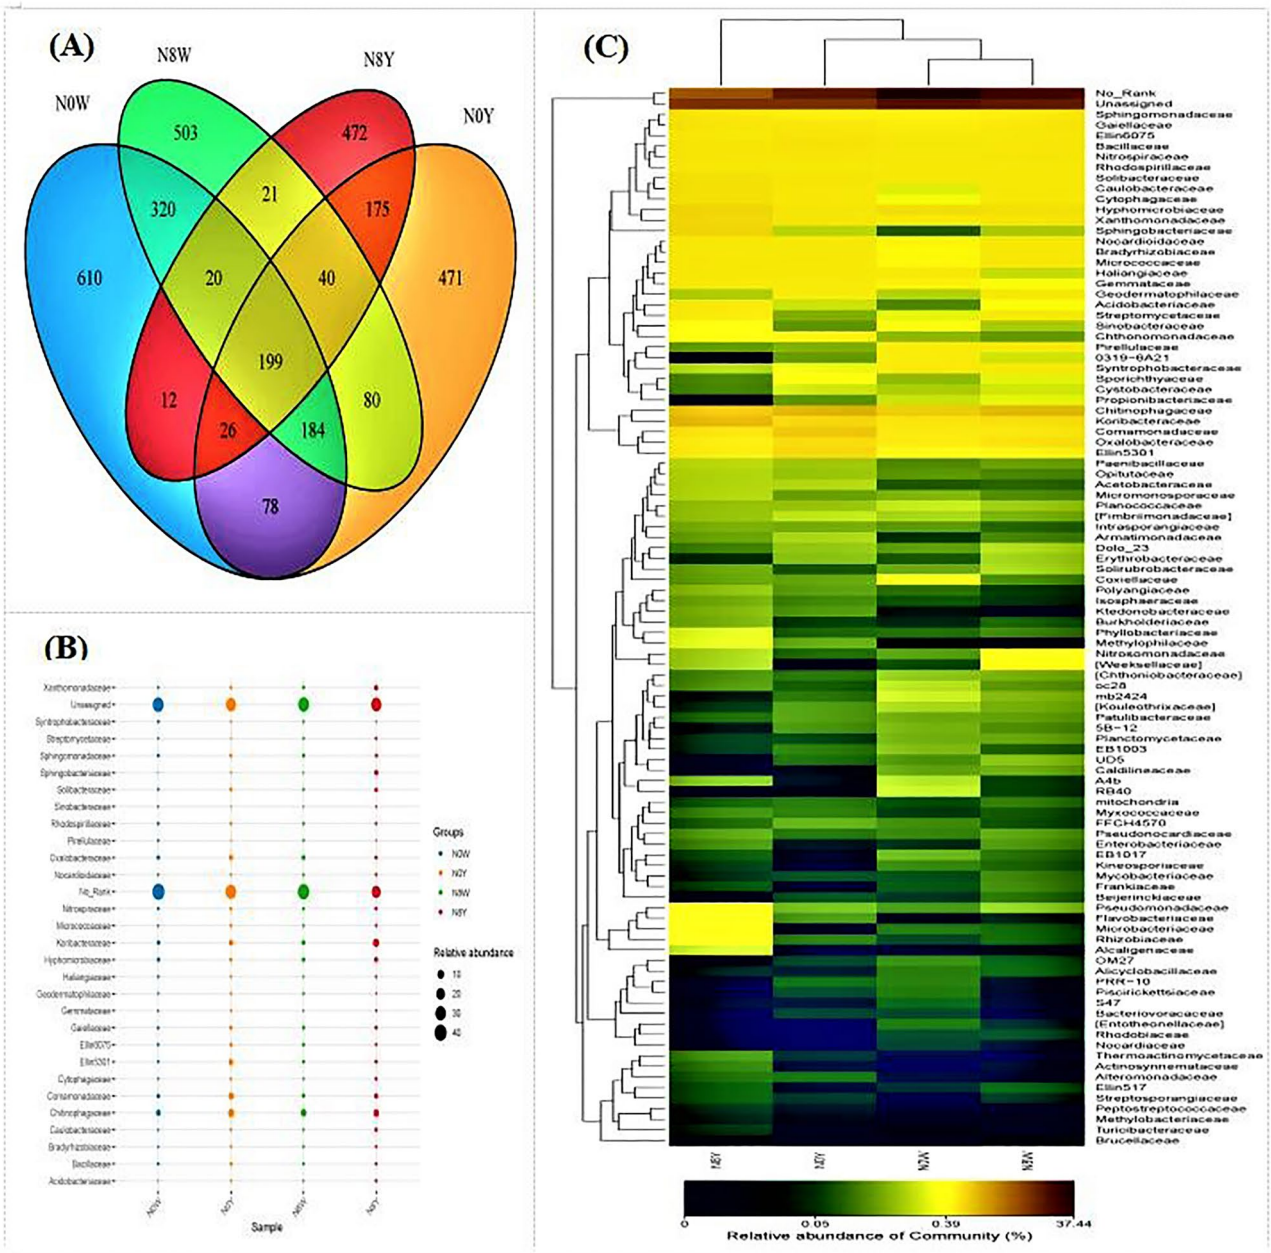 (A)
N0W
N8W
N8Y
N0Y
610
503
472
471
320
21
175
20
40
199
12
80
26
184
78
(B)
Xanthomonadaceae
Unassigned
Syntrophobacteraceae
Streptomycetaceae
Sphingomonadaceae
Sphingobacteriaceae
Solibacteraceae
Sinobacteraceae
Rhodospirillaceae
Pirellulaceae
Oxalobacteraceae
Nocardioidaceae
No_Rank
Nitrospiraceae
Micrococcaceae
Koribacteraceae
Hyphomicrobiaceae
Haliangiaceae
Geodermatophilaceae
Gemmataceae
Gaiellaceae
Ellin6075
Ellin5301
Cytophagaceae
Comamonadaceae
Chitinophagaceae
Caulobacteraceae
Bradyrhizobiaceae
Bacillaceae
Acidobacteriaceae
N0W
N0Y
N8W
N8Y
Sample
Groups
N0W
N0Y
N8W
N8Y
Relative abundance
10
20
30
40
(C)
No_Rank
Unassigned
Sphingomonadaceae
Gaiellaceae
Ellin6075
Bacillaceae
Nitrospiraceae
Rhodospirillaceae
Solibacteraceae
Caulobacteraceae
Cytophagaceae
Hyphomicrobiaceae
Xanthomonadaceae
Sphingobacteriaceae
Nocardioidaceae
Bradyrhizobiaceae
Micrococcaceae
Haliangiaceae
Gemmataceae
Geodermatophilaceae
Acidobacteriaceae
Streptomycetaceae
Sinobacteraceae
Chthonomonadaceae
Pirellulaceae
0319-6A21
Syntrophobacteraceae
Sporichthyaceae
Cystobacteraceae
Propionibacteriaceae
Chitinophagaceae
Koribacteraceae
Comamonadaceae
Oxalobacteraceae
Ellin5301
Paenibacillaceae
Opitutaceae
Acetobacteraceae
Micromonosporaceae
Planococcaceae
[Fimbriimonadaceae]
Intrasporangiaceae
Armatimonadaceae
Dolo_23
Erythrobacteraceae
Solirubrobacteraceae
Coxiellaceae
Polyangiaceae
Isosphaeraceae
Ktedonobacteraceae
Burkholderiaceae
Phyllobacteriaceae
Methylophilaceae
Nitrosomonadaceae
[Weeksellaceae]
[Chthoniobacteraceae]
oc28
mb2424
[Kouleothrixaceae]
Patulibacteraceae
5B-12
Planctomycetaceae
EB1003
UD5
Caldilineaceae
A4b
RB40
mitochondria
Myxococcaceae
FFCH4570
Pseudonocardiaceae
Enterobacteriaceae
EB1017
Kineosporiaceae
Mycobacteriaceae
Frankiaceae
Beijerinckiaceae
Pseudomonadaceae
Flavobacteriaceae
Microbacteriaceae
Rhizobiaceae
Alcaligenaceae
OM27
Alicyclobacillaceae
PRR-10
Piscirickettsiaceae
S47
Bacteriovoracaceae
[Entotheonellaceae]
Rhodobiaceae
Nocardiaceae
Thermoactinomycetaceae
Actinosynnemataceae
Alteromonadaceae
Ellin517
Streptosporangiaceae
Peptostreptococcaceae
Methylobacteriaceae
Turicibacteraceae
Brucellaceae
N8Y
N0Y
N0W
N8W
0
0.05
0.39
37.44
Relative abundance of Community (%)